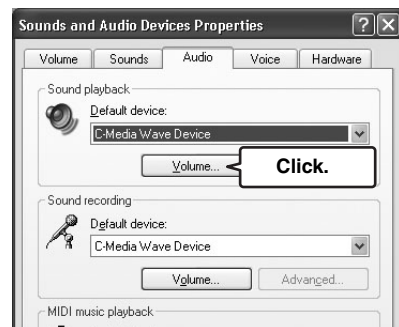 Sounds and Audio Devices Properties
Volume Sounds Audio Voice Hardware
Sound playback
Default device:
C-Media Wave Device
Volume... Click.
Sound recording
Default device:
C-Media Wave Device
Volume... Advanced...
MIDI music playback